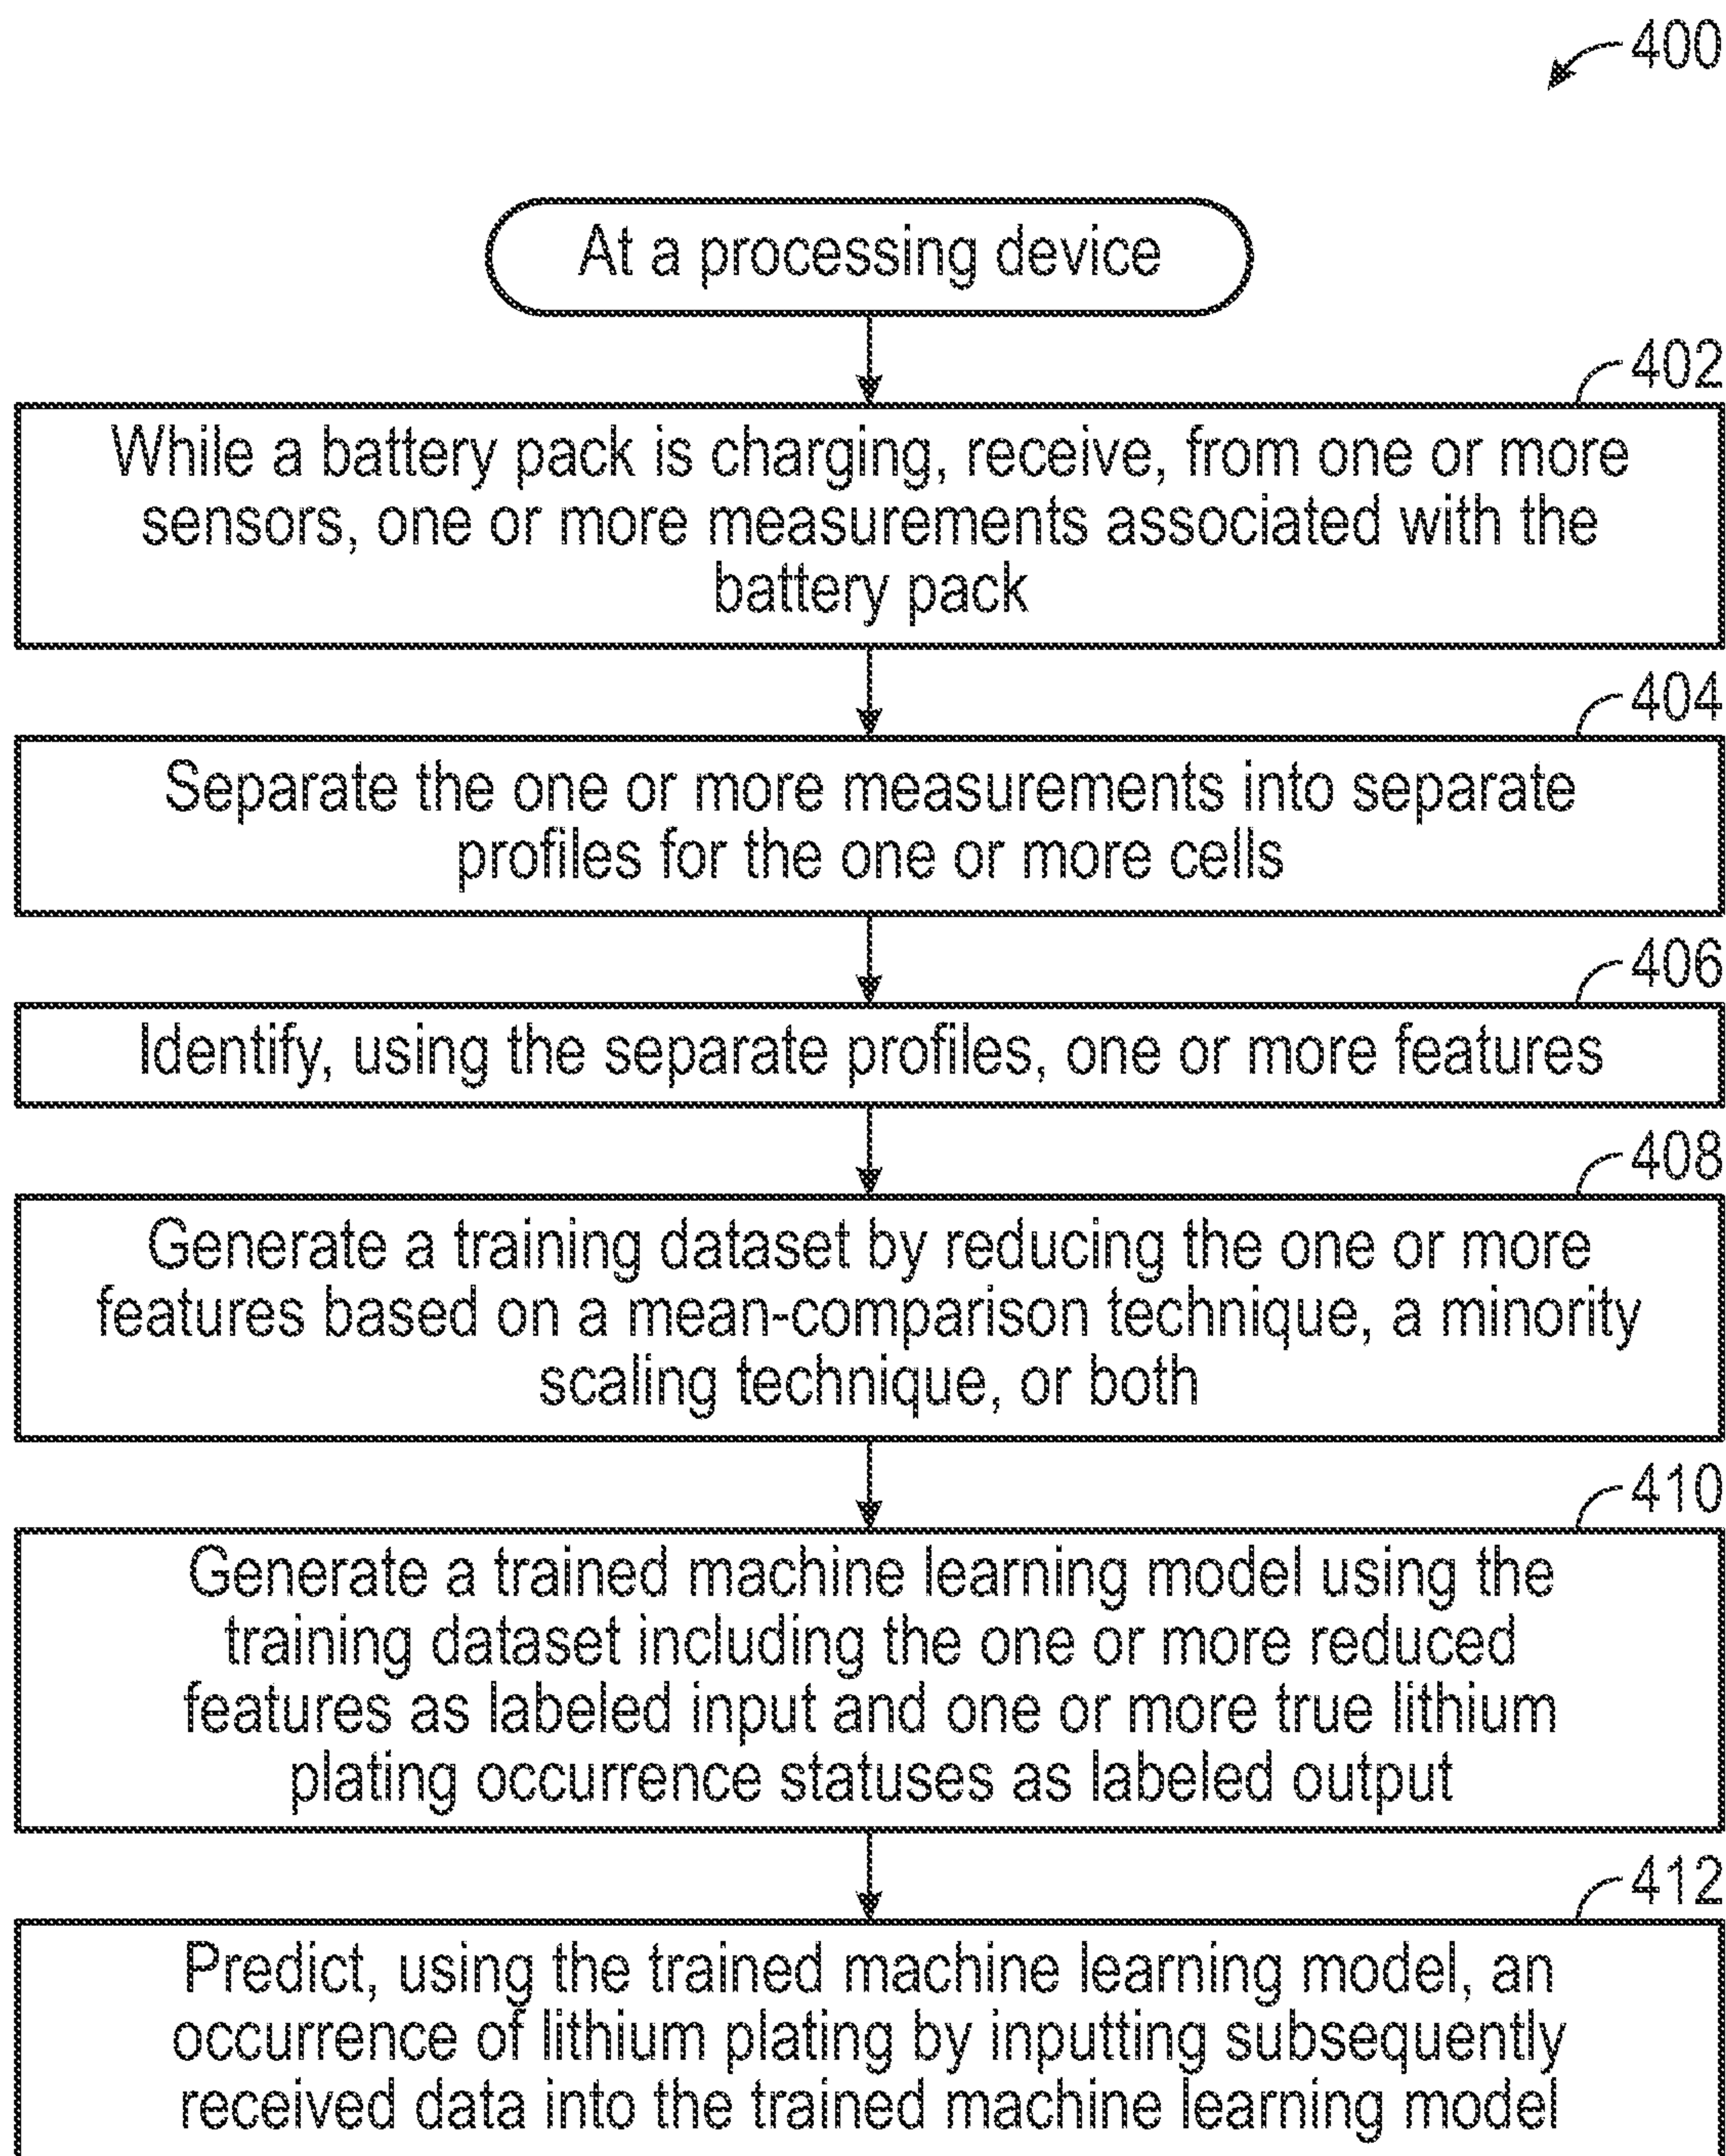 400
At a processing device
402
While a battery pack is charging, receive, from one or more
sensors, one or more measurements associated with the
battery pack
404
Separate the one or more measurements into separate
profiles for the one or more cells
406
Identify, using the separate profiles, one or more features
408
Generate a training dataset by reducing the one or more
features based on a mean-comparison technique, a minority
scaling technique, or both
410
Generate a trained machine learning model using the
training dataset including the one or more reduced
features as labeled input and one or more true lithium
plating occurrence statuses as labeled output
412
Predict, using the trained machine learning model, an
occurrence of lithium plating by inputting subsequently
received data into the trained machine learning model